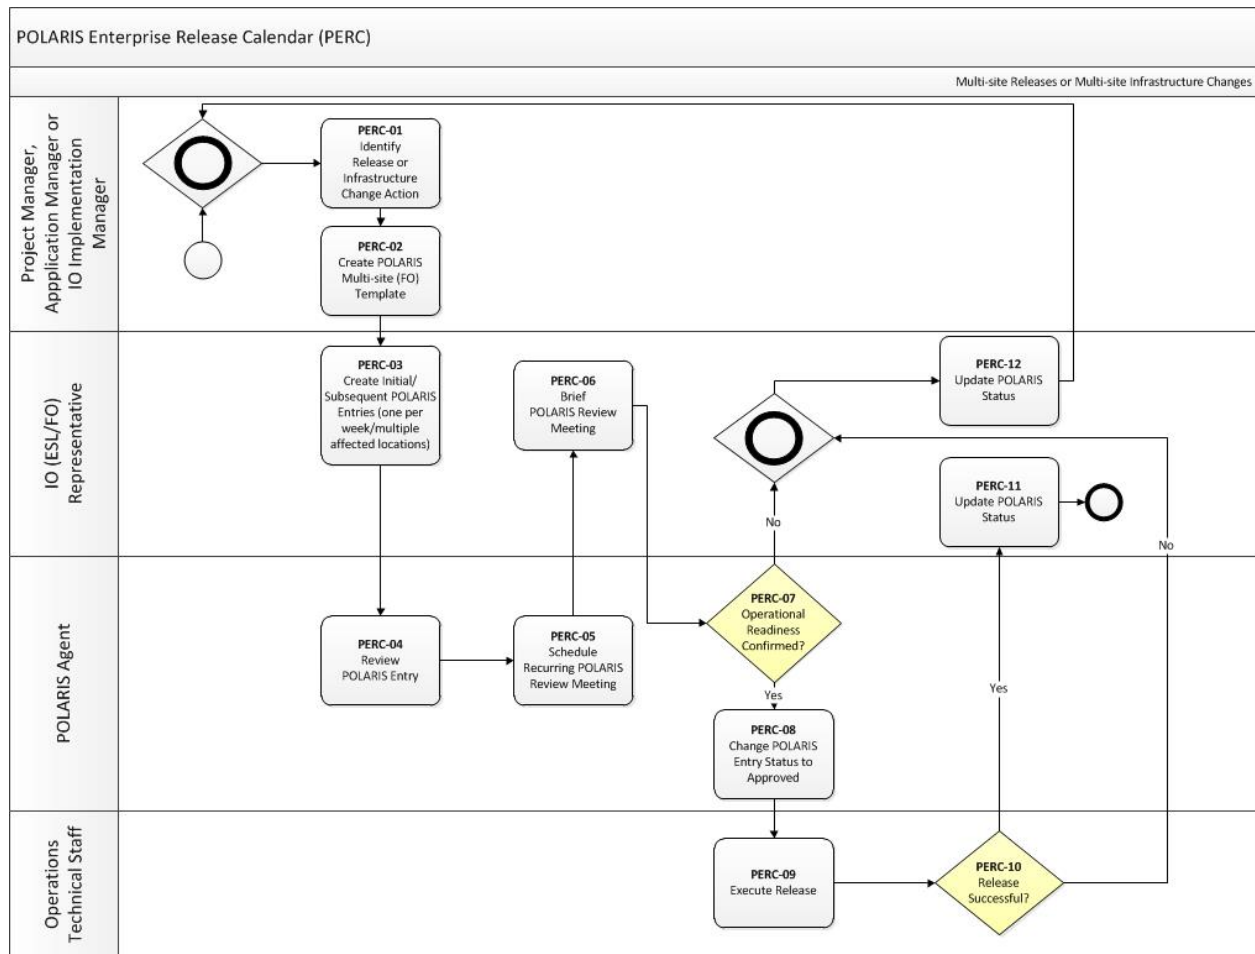 POLARIS Enterprise Release Calendar (PERC)
Multi-site Releases or Multi-site Infrastructure Changes
Project Manager,
Appplication Manager or
IO Implementation
Manager
PERC-01
Identify
Release or
Infrastructure
Change Action
PERC-02
Create POLARIS
Multi-site (FO)
Template
IO (ESL/FO)
Representative
PERC-03
Create Initial/
Subsequent POLARIS
Entries (one per
week/multiple
affected locations)
PERC-06
Brief
POLARIS Review
Meeting
PERC-12
Update POLARIS
Status
PERC-11
Update POLARIS
Status
No
No
POLARIS Agent
PERC-04
Review
POLARIS Entry
PERC-05
Schedule
Recurring POLARIS
Review Meeting
PERC-07
Operational
Readiness
Confirmed?
Yes
Yes
PERC-08
Change POLARIS
Entry Status to
Approved
Operations
Technical Staff
PERC-09
Execute Release
PERC-10
Release
Successful?